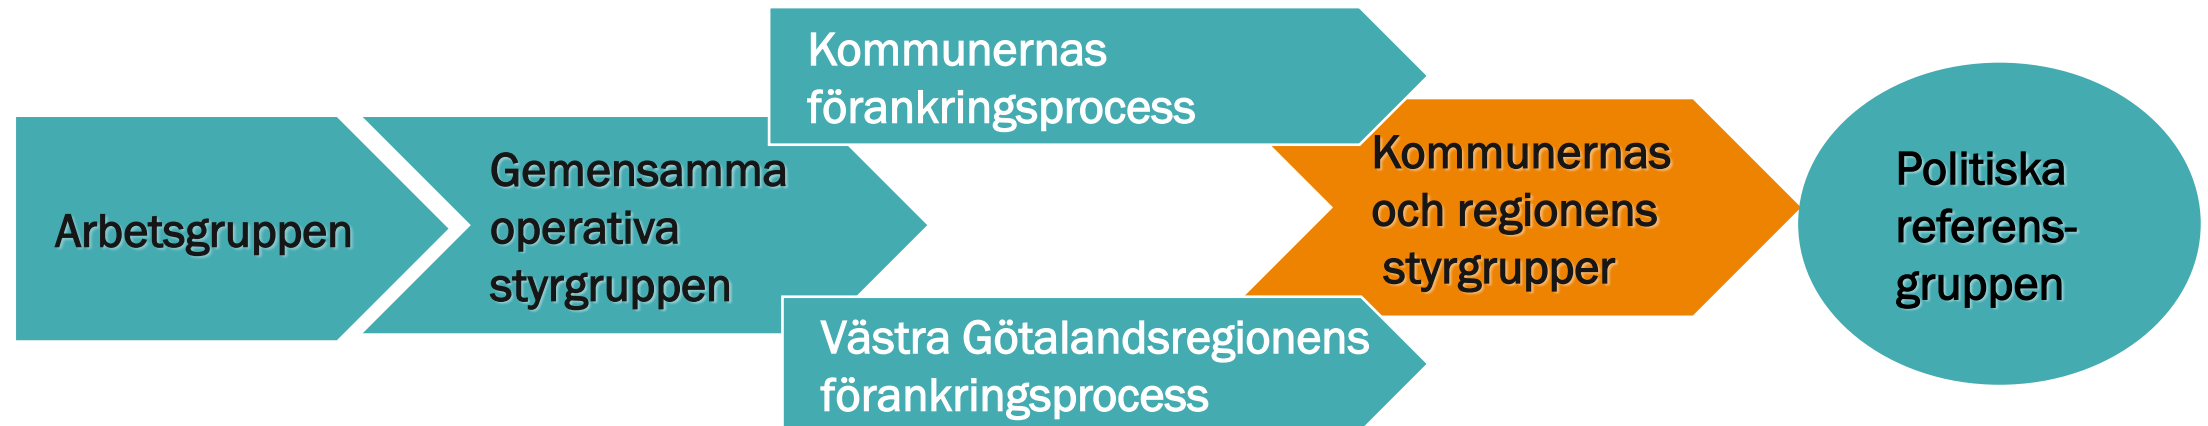 Arbetsgruppen
Gemensamma
operativa
styrgruppen
Kommunernas
förankringsprocess
Västra Götalandsregionens
förankringsprocess
Kommunernas
och regionens
styrgrupper
Politiska
referens-
gruppen